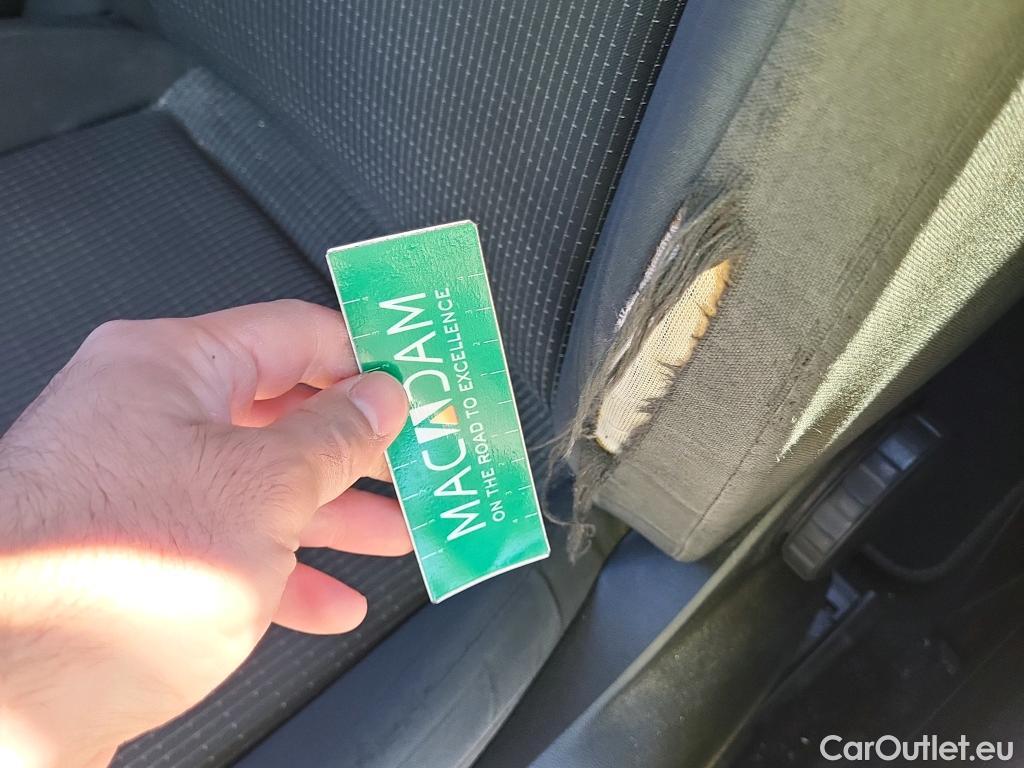 MACADAM
ON THE ROAD TO EXCELLENCE
CarOutlet.eu